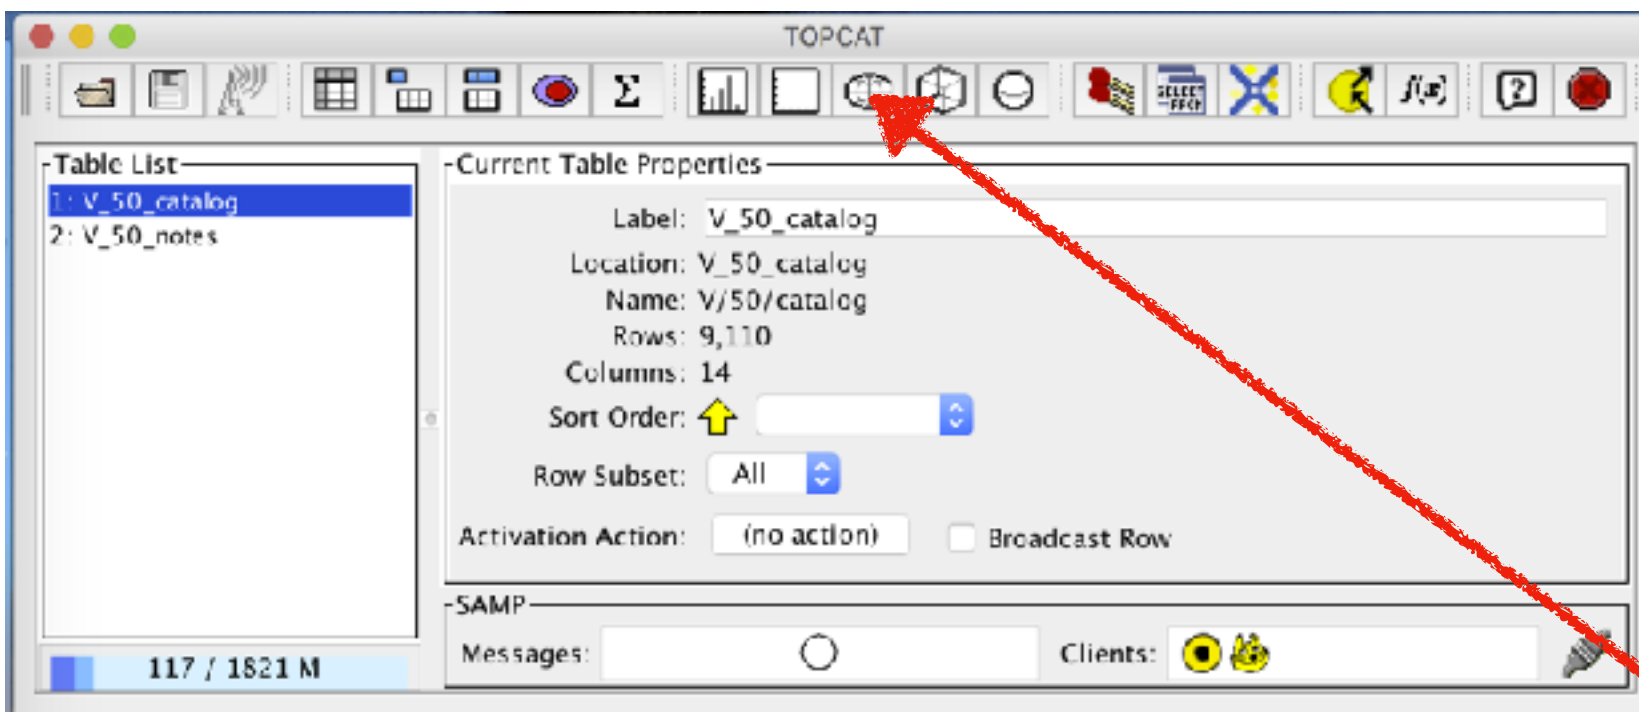 TOPCAT
Σ
SELECT
f(x)
?
Table List
1: V_50_catalog
2: V_50_notes
117 / 1821 M
Current Table Properties
Label: V_50_catalog
Location: V_50_catalog
Name: V/50/catalog
Rows: 9,110
Columns: 14
Sort Order:
Row Subset: All
Activation Action: (no action) Broadcast Row
SAMP
Messages: Clients: